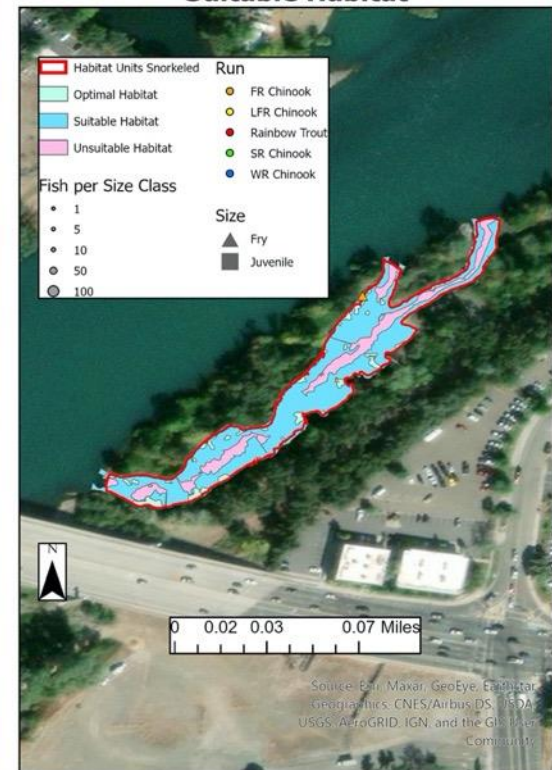 Suitable Habitat
Habitat Units Snorkeled
Optimal Habitat
Suitable Habitat
Unsuitable Habitat
Fish per Size Class
1
5
10
50
100
Run
FR Chinook
LFR Chinook
Rainbow Trout
SR Chinook
WR Chinook
Size
Fry
Juvenile
N
0 0.02 0.03 0.07 Miles
Source: Esri, Maxar, GeoEye, Earthstar
Geographics, CNES/Airbus DS, USDA,
USGS, AeroGRID, IGN, and the GIS User
Community